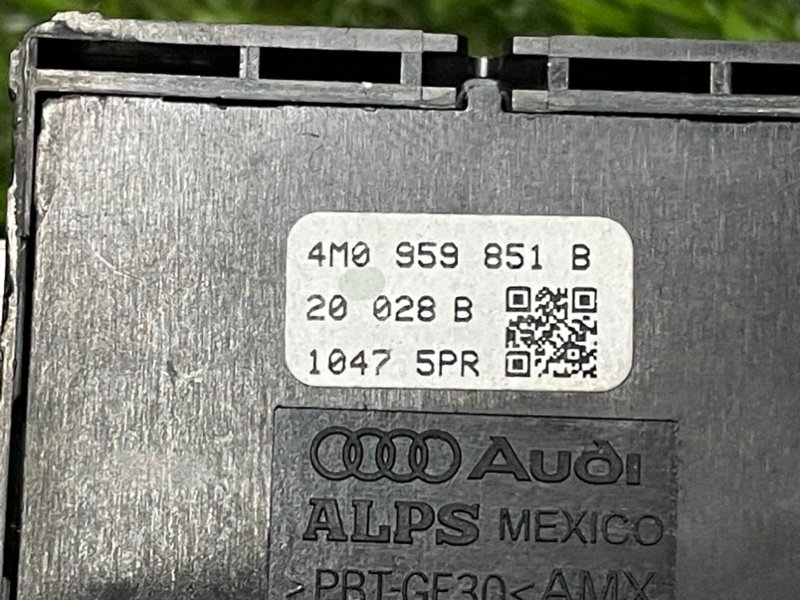 4M0 959 851 B
20 028 B
1047 5PR
Audi
ALPS MEXICO
>PBT-GF30< AMX